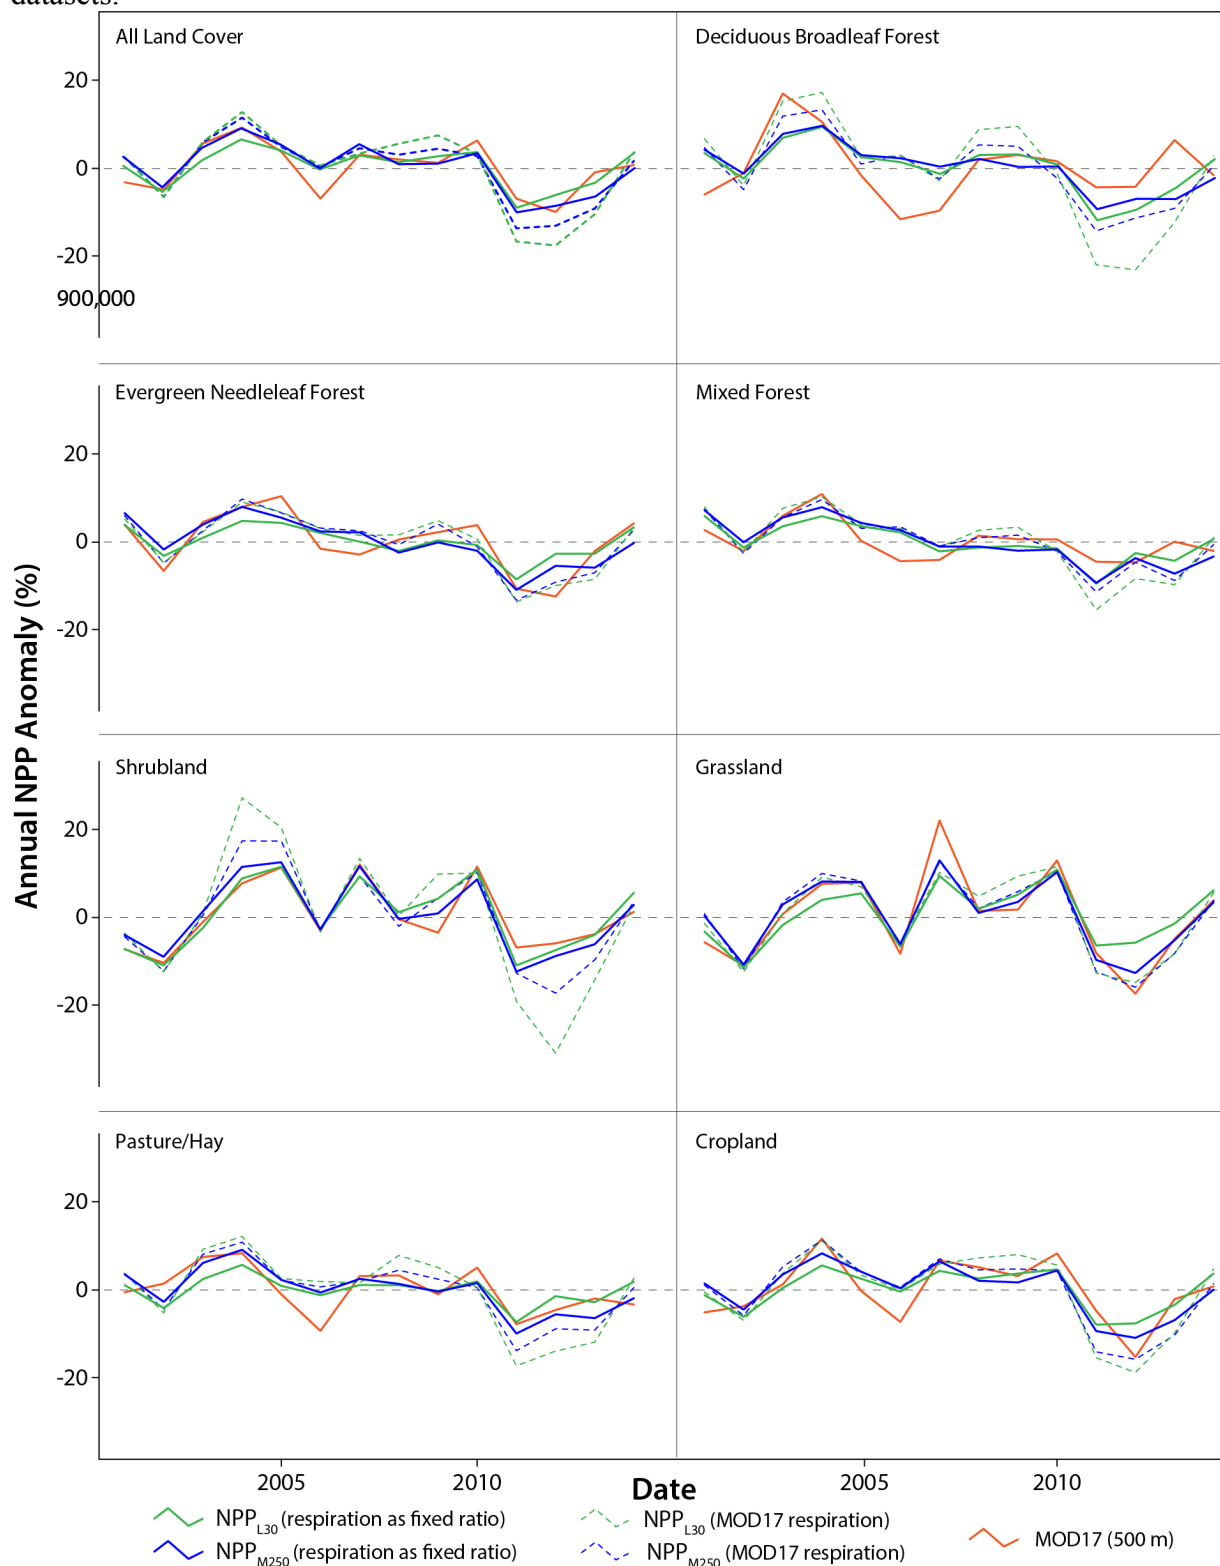 datasets.
All Land Cover
Deciduous Broadleaf Forest
20
0
-20
900,000
Evergreen Needleleaf Forest
Mixed Forest
20
0
-20
Annual NPP Anomaly (%)
Shrubland
Grassland
20
0
-20
Pasture/Hay
Cropland
20
0
-20
2005 2010 2005 2010
Date
NPPL30 (respiration as fixed ratio)
NPPL30 (MOD17 respiration)
MOD17 (500 m)
NPPM250 (respiration as fixed ratio)
NPPM250 (MOD17 respiration)